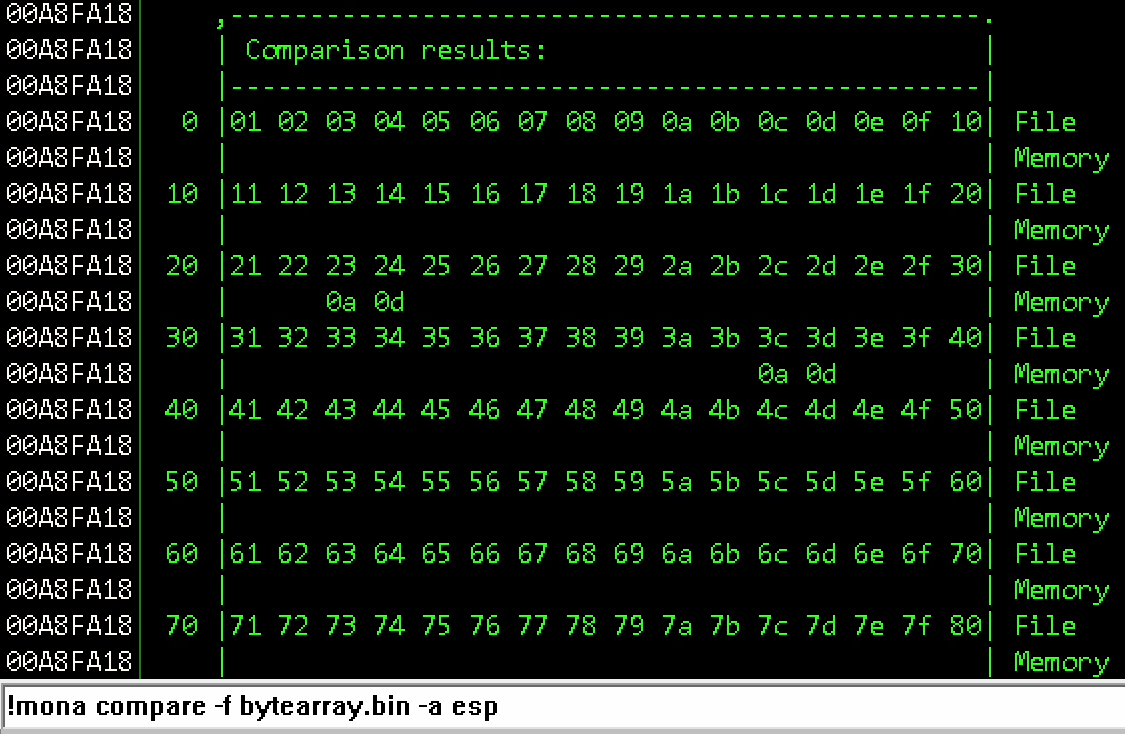 00A8FA18 ,-----------------------------------------------.
00A8FA18 | Comparison results: |
00A8FA18 |-----------------------------------------------|
00A8FA18 0 |01 02 03 04 05 06 07 08 09 0a 0b 0c 0d 0e 0f 10| File
00A8FA18 | | Memory
00A8FA18 10 |11 12 13 14 15 16 17 18 19 1a 1b 1c 1d 1e 1f 20| File
00A8FA18 | | Memory
00A8FA18 20 |21 22 23 24 25 26 27 28 29 2a 2b 2c 2d 2e 2f 30| File
00A8FA18 | 0a 0d | Memory
00A8FA18 30 |31 32 33 34 35 36 37 38 39 3a 3b 3c 3d 3e 3f 40| File
00A8FA18 | 0a 0d | Memory
00A8FA18 40 |41 42 43 44 45 46 47 48 49 4a 4b 4c 4d 4e 4f 50| File
00A8FA18 | | Memory
00A8FA18 50 |51 52 53 54 55 56 57 58 59 5a 5b 5c 5d 5e 5f 60| File
00A8FA18 | | Memory
00A8FA18 60 |61 62 63 64 65 66 67 68 69 6a 6b 6c 6d 6e 6f 70| File
00A8FA18 | | Memory
00A8FA18 70 |71 72 73 74 75 76 77 78 79 7a 7b 7c 7d 7e 7f 80| File
00A8FA18 | | Memory
!mona compare -f bytearray.bin -a esp